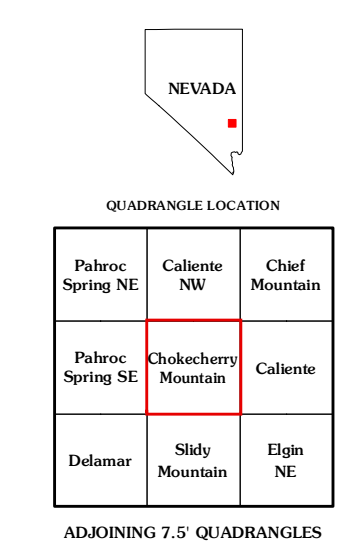 NEVADA
QUADRANGLE LOCATION
Pahroc
Spring NE
Caliente
NW
Chief
Mountain
Pahroc
Spring SE
Chokecherry
Mountain
Caliente
Delamar
Slidy
Mountain
Elgin
NE
ADJOINING 7.5' QUADRANGLES